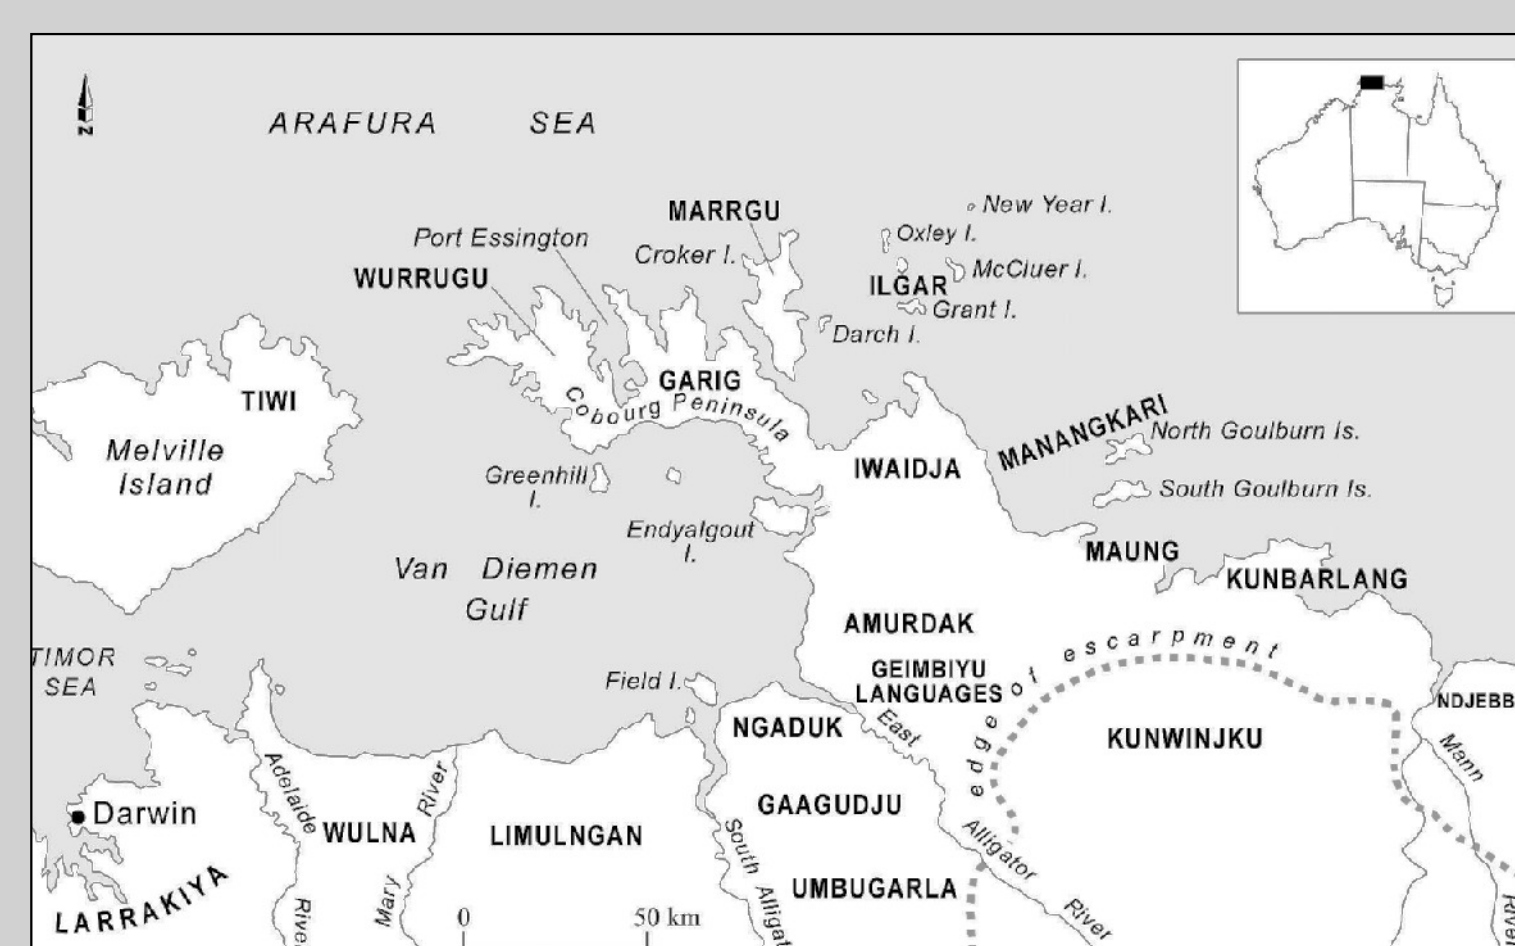 N
ARAFURA SEA
New Year I.
MARRGU
Oxley I.
Port Essington
Croker I.
McCluer I.
WURRUGU
ILGAR
Grant I.
Darch I.
GARIG
TIWI
Cobourg Peninsula
MANANGKARI
North Goulburn Is.
Melville
Island
IWAIDJA
Greenhill
I.
South Goulburn Is.
Endyalgout
I.
MAUNG
Van Diemen
Gulf
KUNBARLANG
AMURDAK
edge of escarpment
TIMOR
SEA
GEIMBIYU
LANGUAGES
Field I.
NDJEBB
NGADUK
East
Alligator
River
KUNWINJKU
Mann
Rive
Adelaide
Rive
Darwin
GAAGUDJU
WULNA
Mary
River
LIMULNGAN
South Alligat
UMBUGARLA
LARRAKIYA
0 50 km